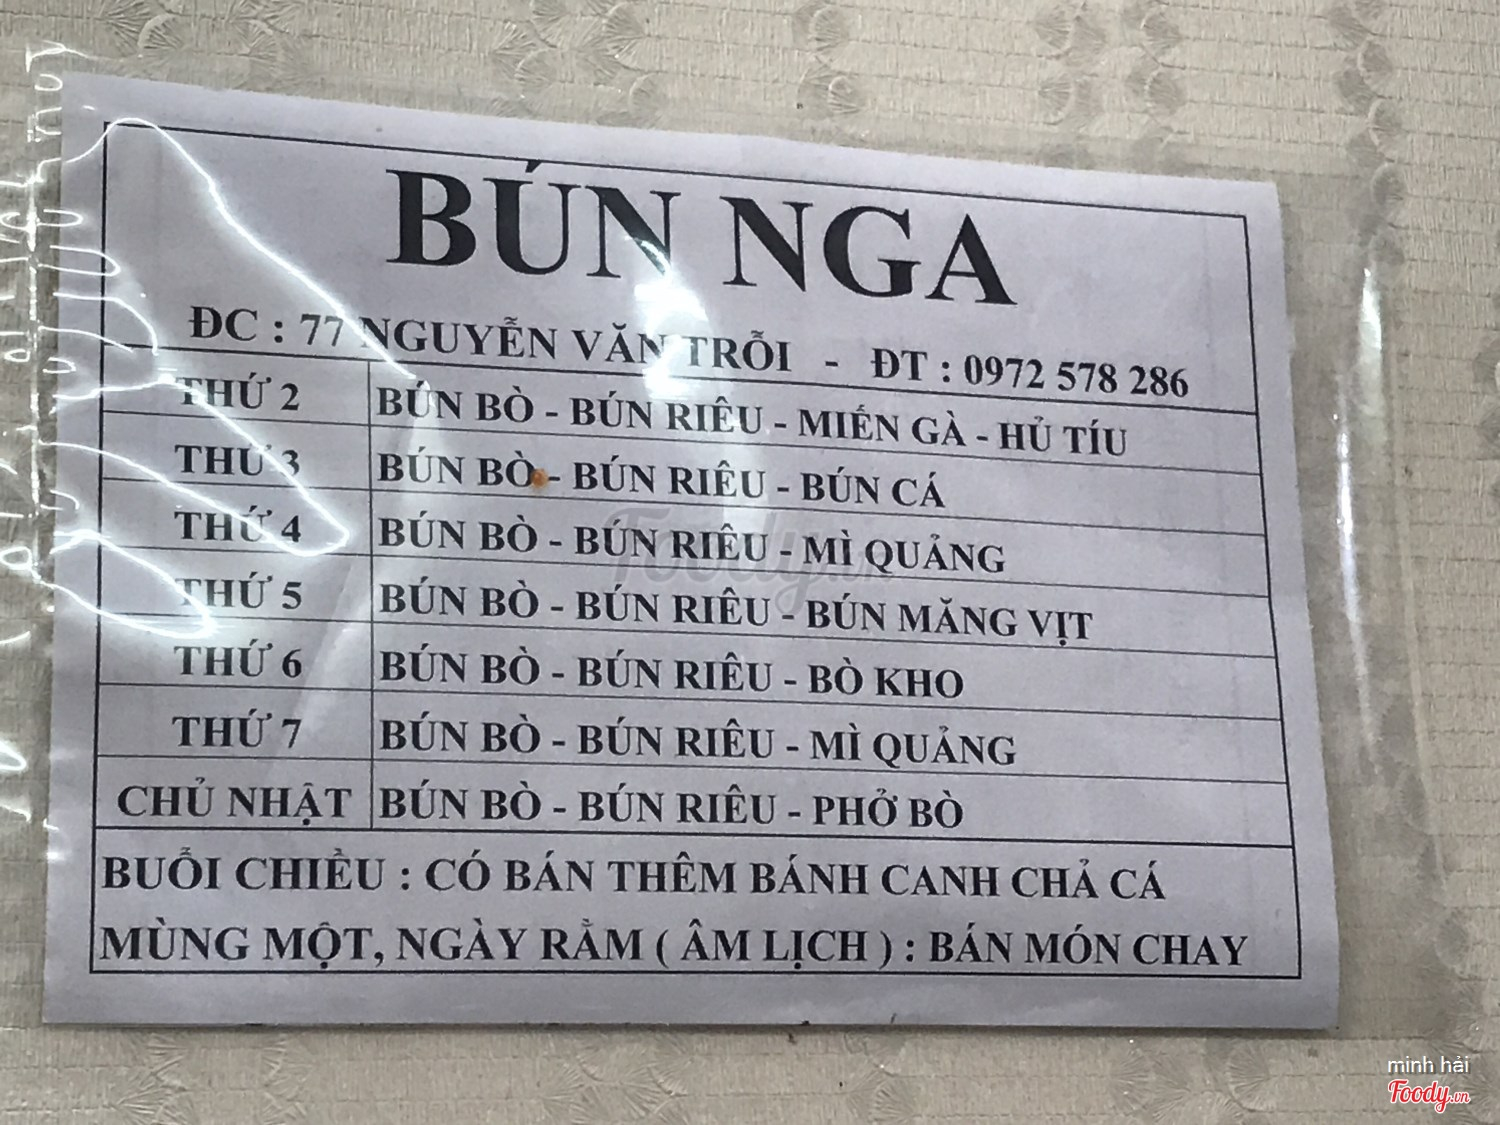 BÚN NGA
ĐC : 77 NGUYỄN VĂN TRỖI - ĐT : 0972 578 286
THỨ 2 BÚN BÒ - BÚN RIÊU - MIẾN GÀ - HỦ TÍU
THỨ 3 BÚN BÒ - BÚN RIÊU - BÚN CÁ
THỨ 4 BÚN BÒ - BÚN RIÊU - MÌ QUẢNG
THỨ 5 BÚN BÒ - BÚN RIÊU - BÚN MĂNG VỊT
THỨ 6 BÚN BÒ - BÚN RIÊU - BÒ KHO
THỨ 7 BÚN BÒ - BÚN RIÊU - MÌ QUẢNG
CHỦ NHẬT BÚN BÒ - BÚN RIÊU - PHỞ BÒ
BUỔI CHIỀU : CÓ BÁN THÊM BÁNH CANH CHẢ CÁ
MÙNG MỘT, NGÀY RẰM ( ÂM LỊCH ) : BÁN MÓN CHAY
Foody.vn
minh hải
Foody.vn